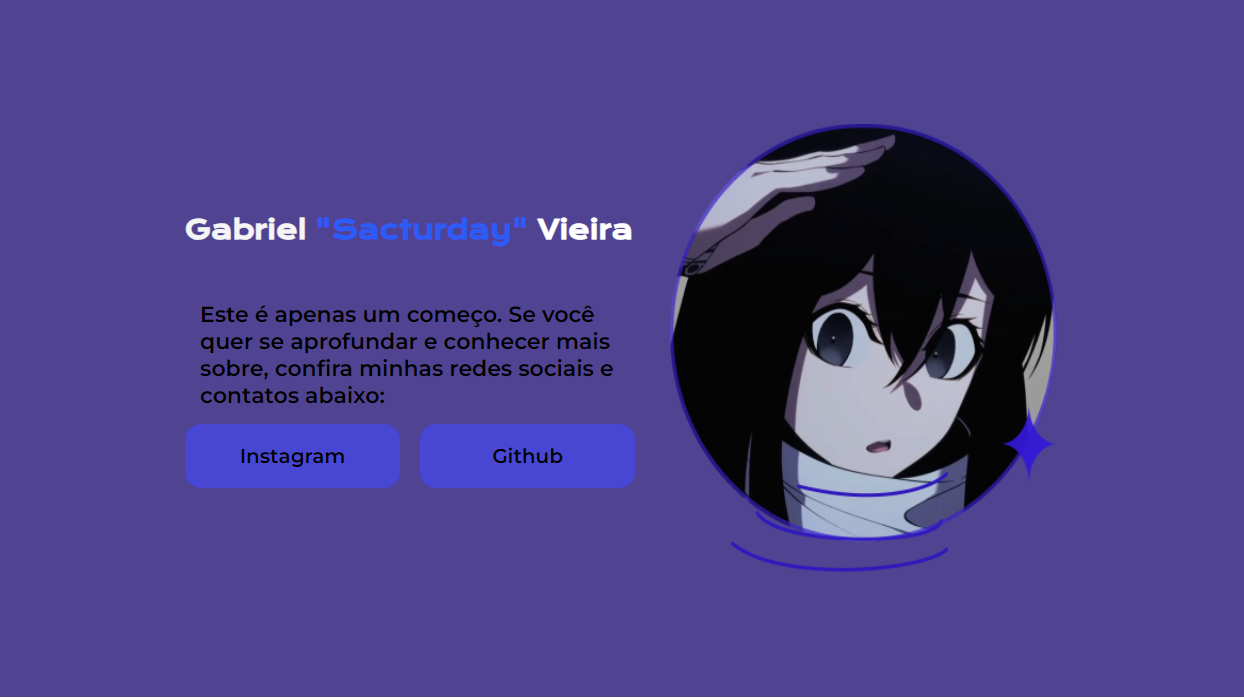 Gabriel "Sacturday" Vieira
Este é apenas um começo. Se você
quer se aprofundar e conhecer mais
sobre, confira minhas redes sociais e
contatos abaixo:
Instagram
Github